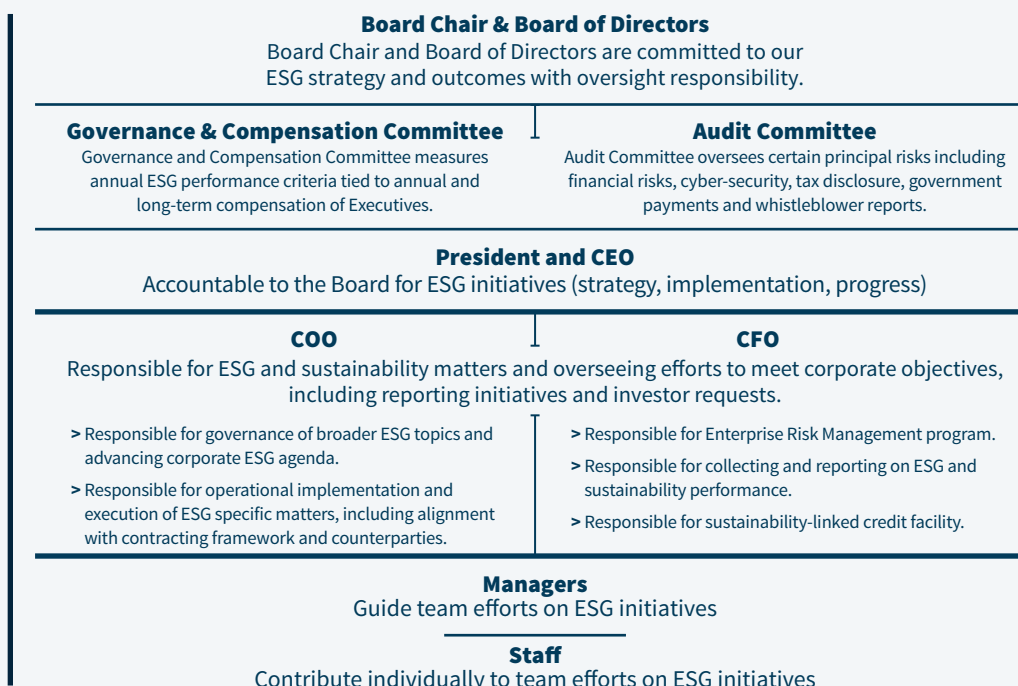 Board Chair & Board of Directors
Board Chair and Board of Directors are committed to our
ESG strategy and outcomes with oversight responsibility.
Governance & Compensation Committee
Governance and Compensation Committee measures
annual ESG performance criteria tied to annual and
long-term compensation of Executives.
Audit Committee
Audit Committee oversees certain principal risks including
financial risks, cyber-security, tax disclosure, government
payments and whistleblower reports.
President and CEO
Accountable to the Board for ESG initiatives (strategy, implementation, progress)
COO
CFO
Responsible for ESG and sustainability matters and overseeing efforts to meet corporate objectives,
including reporting initiatives and investor requests.
> Responsible for governance of broader ESG topics and
advancing corporate ESG agenda.
> Responsible for operational implementation and
execution of ESG specific matters, including alignment
with contracting framework and counterparties.
> Responsible for Enterprise Risk Management program.
> Responsible for collecting and reporting on ESG and
sustainability performance.
> Responsible for sustainability-linked credit facility.
Managers
Guide team efforts on ESG initiatives
Staff
Contribute individually to team efforts on ESG initiatives